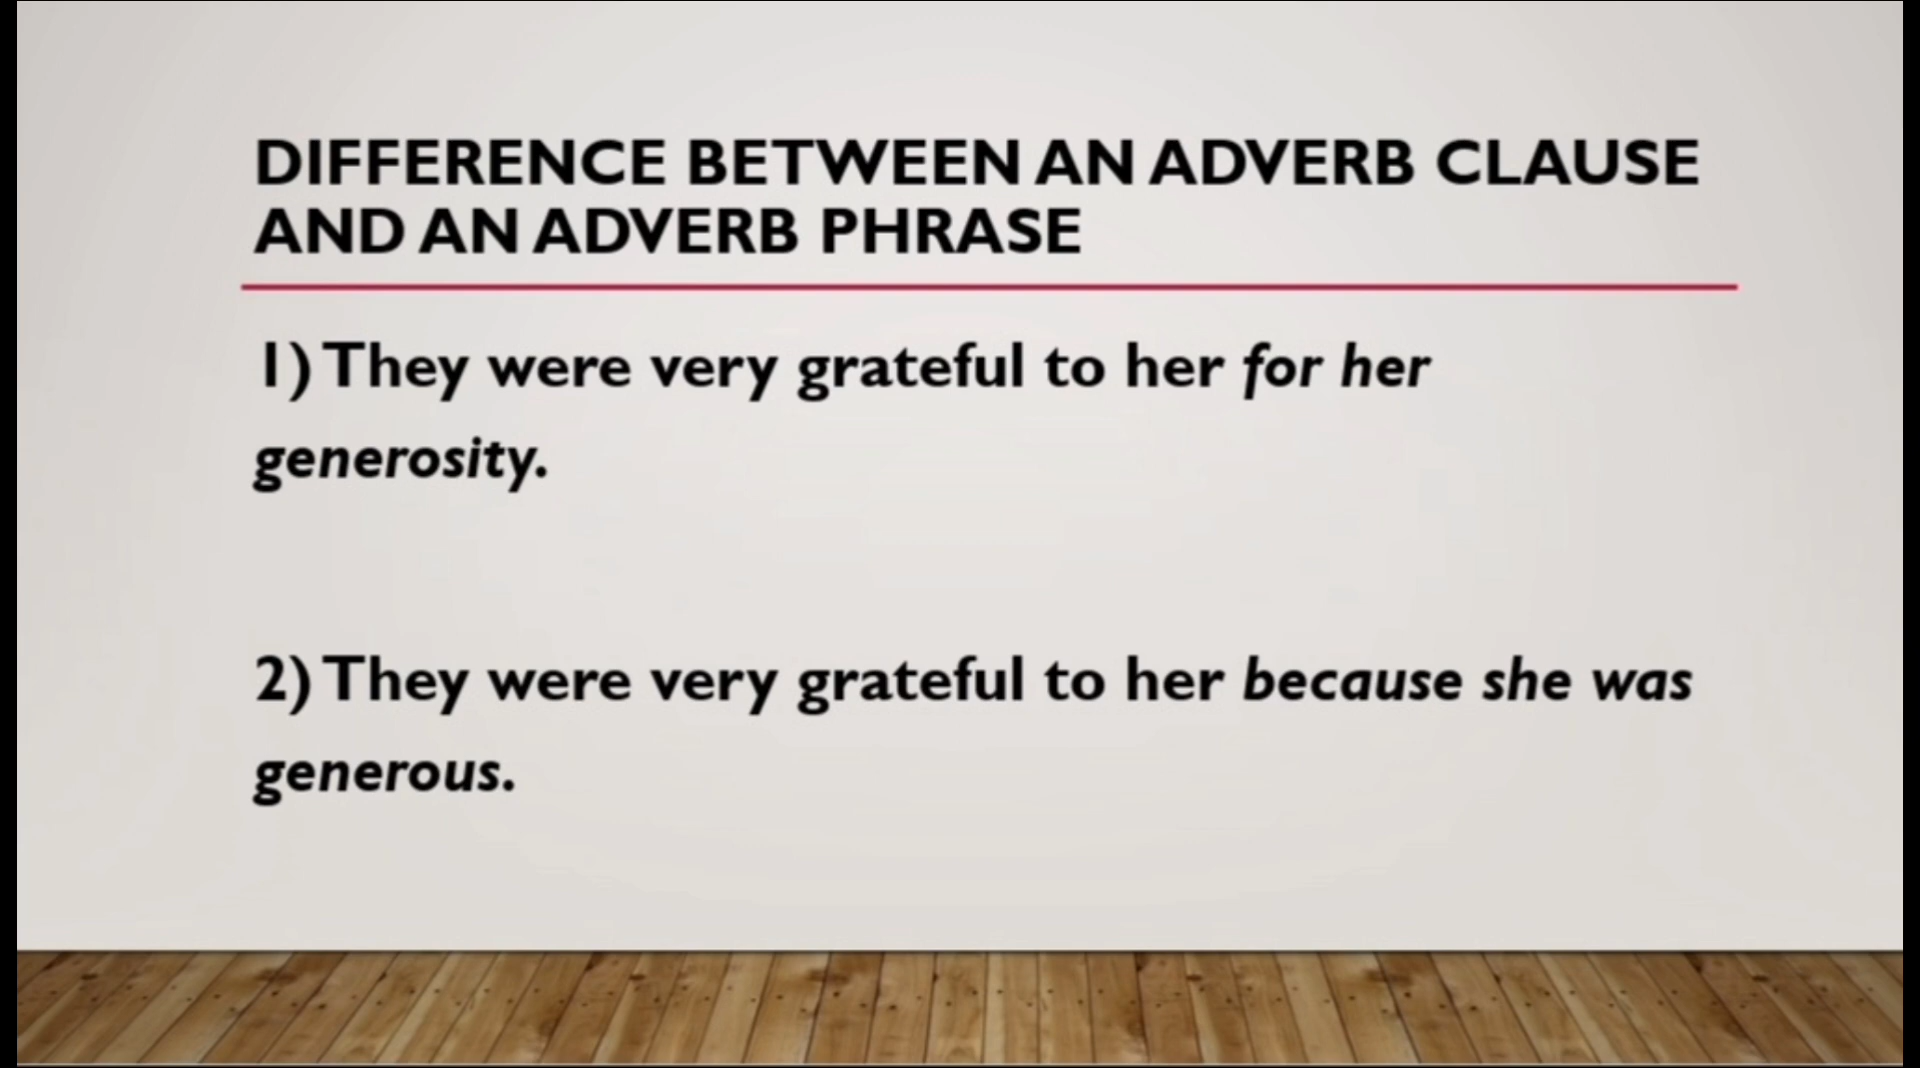 DIFFERENCE BETWEEN AN ADVERB CLAUSE
AND AN ADVERB PHRASE
1) They were very grateful to her for her
generosity.
2) They were very grateful to her because she was
generous.